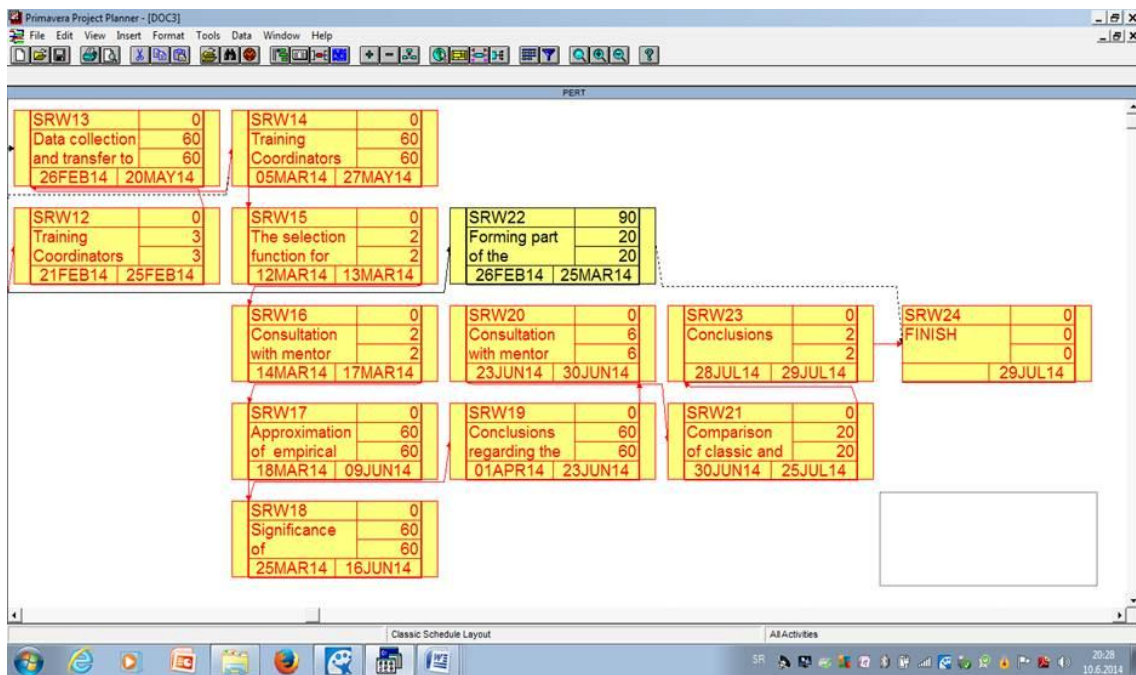 Primavera Project Planner - [DOC3]
File Edit View Insert Format Tools Data Window Help
PERT
SRW13 0
Data collection 60
and transfer to 60
26FEB14 20MAY14
SRW14 0
Training 60
Coordinators 60
05MAR14 27MAY14
SRW12 0
Training 3
Coordinators 3
21FEB14 25FEB14
SRW15 0
The selection 2
function for 2
12MAR14 13MAR14
SRW22 90
Forming part 20
of the 20
26FEB14 25MAR14
SRW16 0
Consultation 2
with mentor 2
14MAR14 17MAR14
SRW20 0
Consultation 6
with mentor 6
23JUN14 30JUN14
SRW23 0
Conclusions 2
2
28JUL14 29JUL14
SRW24 0
FINISH 0
0
29JUL14
SRW17 0
Approximation 60
of empirical 60
18MAR14 09JUN14
SRW19 0
Conclusions 60
regarding the 60
01APR14 23JUN14
SRW21 0
Comparison 20
of classic and 20
30JUN14 25JUL14
SRW18 0
Significance 60
of 60
25MAR14 16JUN14
Classic Schedule Layout All Activities
SR 20:28
10.6.2014